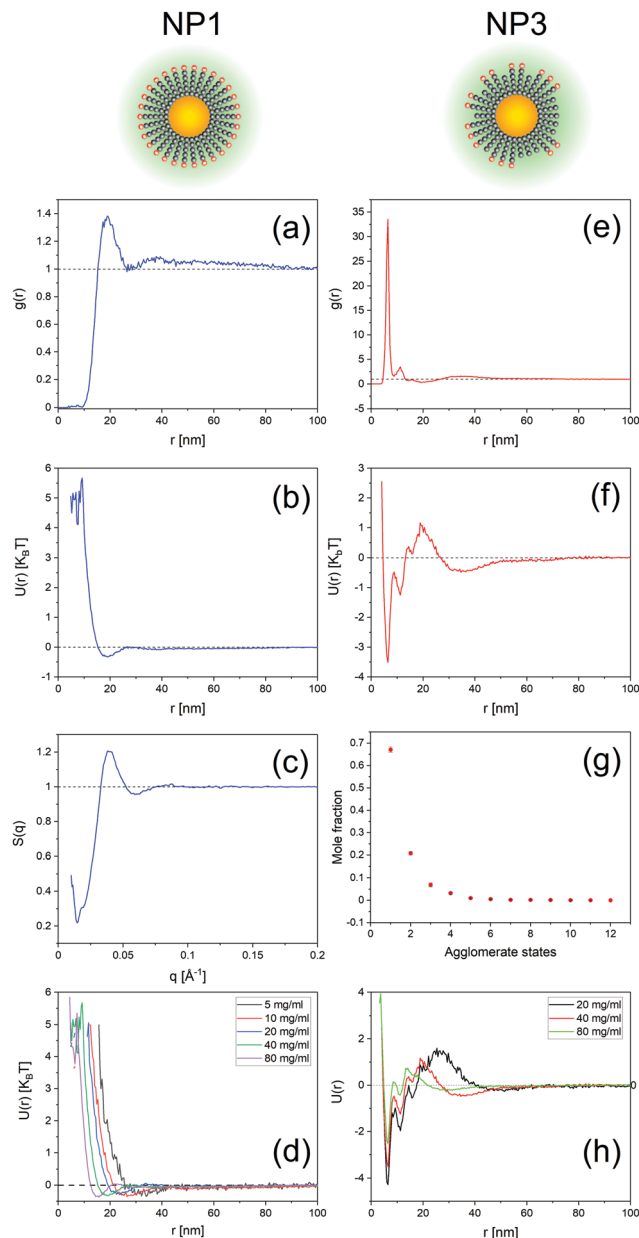 NP1
NP3
(a)
1.4
1.2
1
0.8
0.6
0.4
0.2
0
g(r)
0 20 40 60 80 100
r [nm]
(e)
35
30
25
20
15
10
5
0
-5
g(r)
0 20 40 60 80 100
r [nm]
(b)
6
5
4
3
2
1
0
-1
U(r) [KBT]
0 20 40 60 80 100
r [nm]
(f)
3
2
1
0
-1
-2
-3
-4
U(r) [KbT]
0 20 40 60 80 100
r [nm]
(c)
1.2
1
0.8
0.6
0.4
0.2
S(q)
0 0.05 0.1 0.15 0.2
q [Å-1]
(g)
0.7
0.6
0.5
0.4
0.3
0.2
0.1
0
-0.1
Mole fraction
0 2 4 6 8 10 12
Agglomerate states
(d)
5 mg/ml
10 mg/ml
20 mg/ml
40 mg/ml
80 mg/ml
6
5
4
3
2
1
0
U(r) [KBT]
0 20 40 60 80 100
r [nm]
(h)
20 mg/ml
40 mg/ml
80 mg/ml
4
2
0
-2
-4
0
U(r)
0 20 40 60 80 100
r [nm]